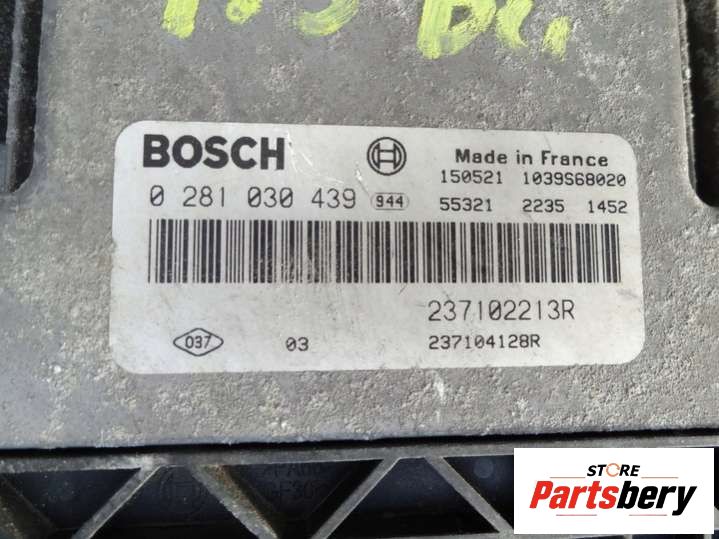 BOSCH Made in France
150521 1039S68020
0 281 030 439 944 55321 2235 1452
237102213R
037 03 237104128R
STORE
Partsbery